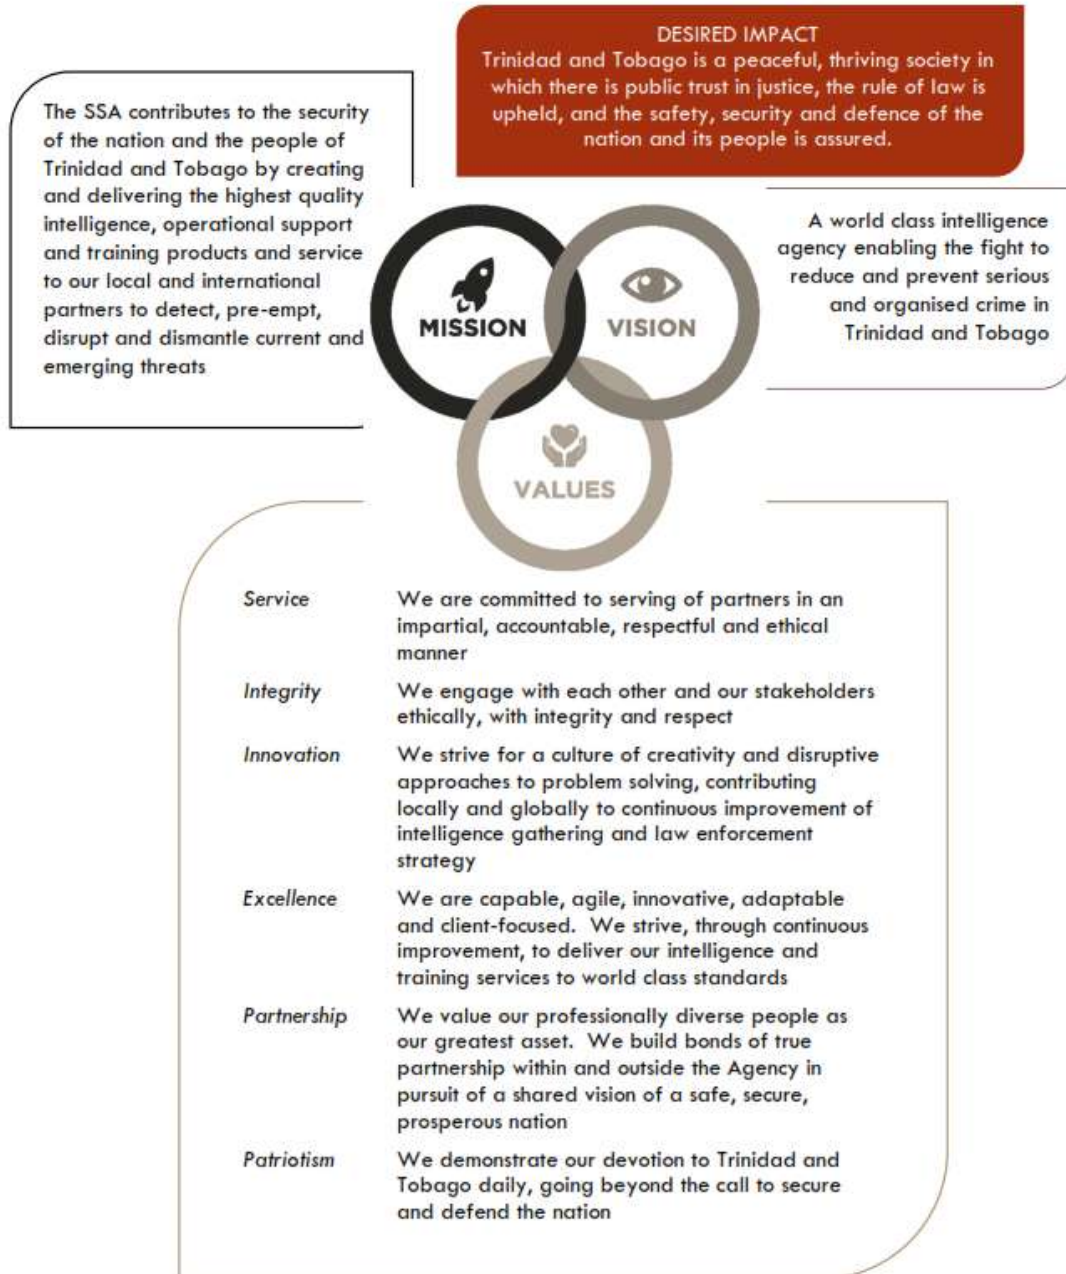 DESIRED IMPACT
Trinidad and Tobago is a peaceful, thriving society in
which there is public trust in justice, the rule of law is
upheld, and the safety, security and defence of the
nation and its people is assured.
The SSA contributes to the security
of the nation and the people of
Trinidad and Tobago by creating
and delivering the highest quality
intelligence, operational support
and training products and service
to our local and international
partners to detect, pre-empt,
disrupt and dismantle current and
emerging threats
MISSION
VISION
A world class intelligence
agency enabling the fight to
reduce and prevent serious
and organised crime in
Trinidad and Tobago
VALUES
Service We are committed to serving of partners in an
impartial, accountable, respectful and ethical
manner
Integrity We engage with each other and our stakeholders
ethically, with integrity and respect
Innovation We strive for a culture of creativity and disruptive
approaches to problem solving, contributing
locally and globally to continuous improvement of
intelligence gathering and law enforcement
strategy
Excellence We are capable, agile, innovative, adaptable
and client-focused. We strive, through continuous
improvement, to deliver our intelligence and
training services to world class standards
Partnership We value our professionally diverse people as
our greatest asset. We build bonds of true
partnership within and outside the Agency in
pursuit of a shared vision of a safe, secure,
prosperous nation
Patriotism We demonstrate our devotion to Trinidad and
Tobago daily, going beyond the call to secure
and defend the nation